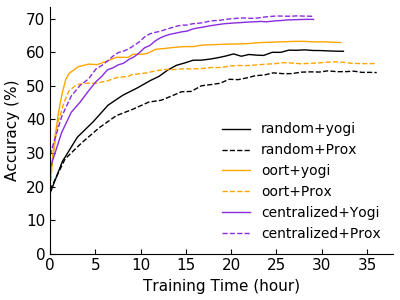 70
60
50
40
30
20
10
0
Accuracy (%)
random+yogi
random+Prox
oort+yogi
oort+Prox
centralized+Yogi
centralized+Prox
0 5 10 15 20 25 30 35
Training Time (hour)